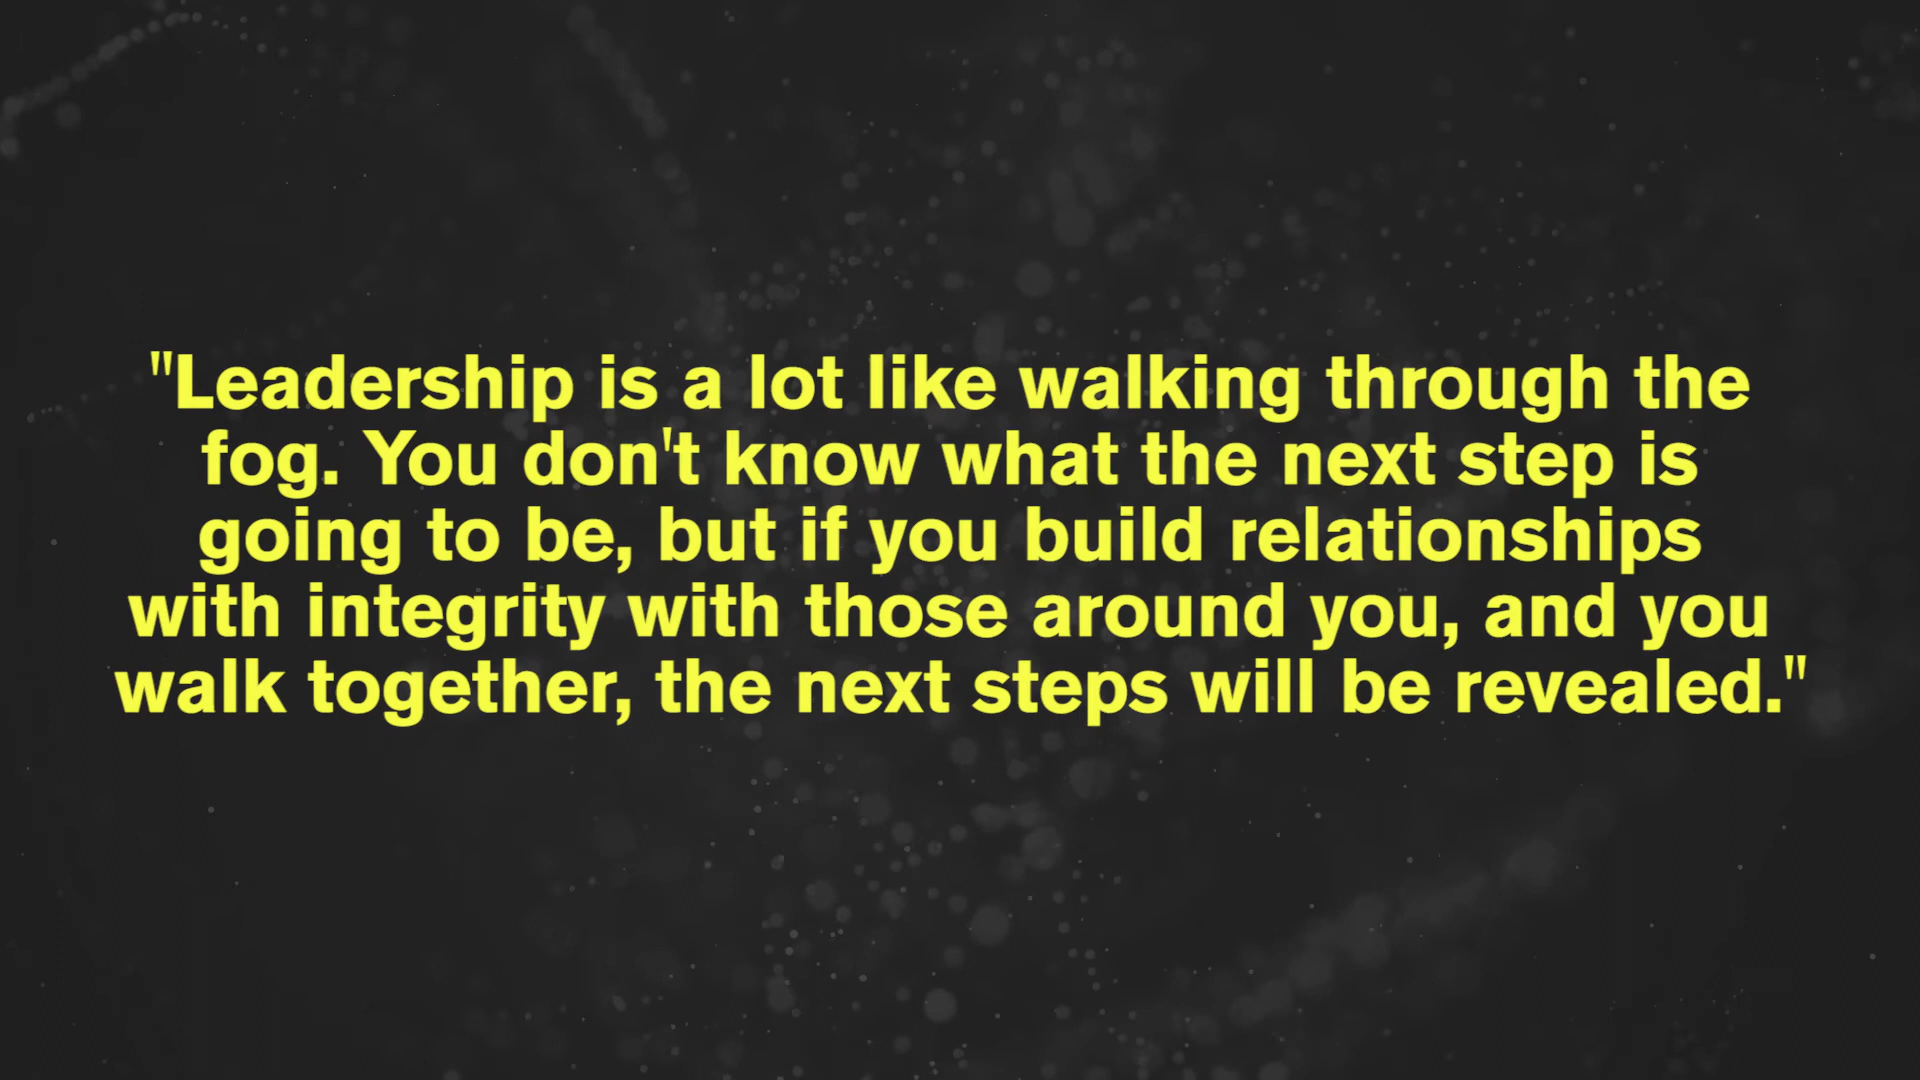 "Leadership is a lot like walking through the
fog. You don't know what the next step is
going to be, but if you build relationships
with integrity with those around you, and you
walk together, the next steps will be revealed."